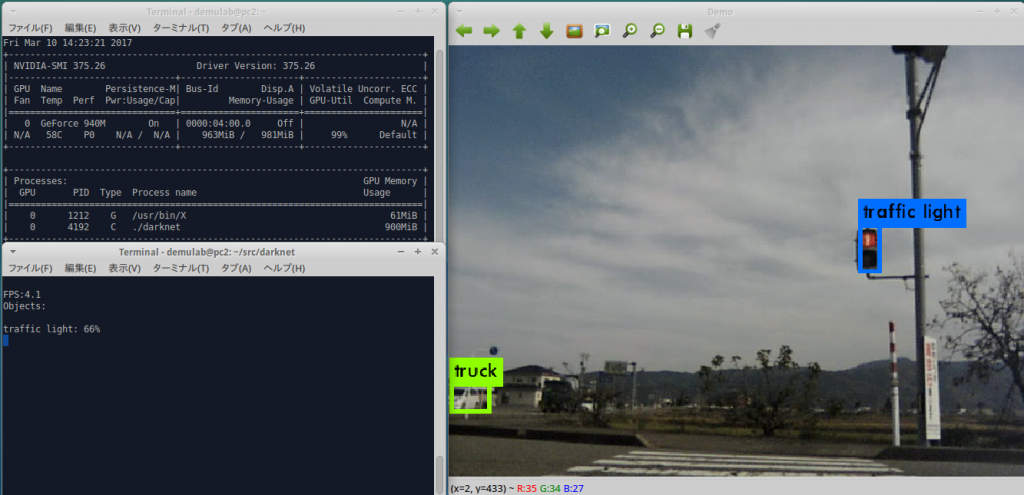 Terminal - demulab@pc2: ~
ファイル(F) 編集(E) 表示(V) ターミナル(T) タブ(A) ヘルプ(H)
Fri Mar 10 14:23:21 2017
NVIDIA-SMI 375.26 Driver Version: 375.26
GPU Name Persistence-M| Bus-Id Disp.A | Volatile Uncorr. ECC
Fan Temp Perf Pwr:Usage/Cap| Memory-Usage | GPU-Util Compute M.
0 GeForce 940M On | 0000:04:00.0 Off | N/A
N/A 58C P0 N/A / N/A | 963MiB / 981MiB | 99% Default
Processes: GPU Memory
GPU PID Type Process name Usage
0 1212 G /usr/bin/X 61MiB
0 4192 C ./darknet 900MiB
Terminal - demulab@pc2: ~/src/darknet
ファイル(F) 編集(E) 表示(V) ターミナル(T) タブ(A) ヘルプ(H)
FPS:4.1
Objects:
traffic light: 66%
Demo
traffic light
truck
(x=2, y=433) ~ R:35 G:34 B:27